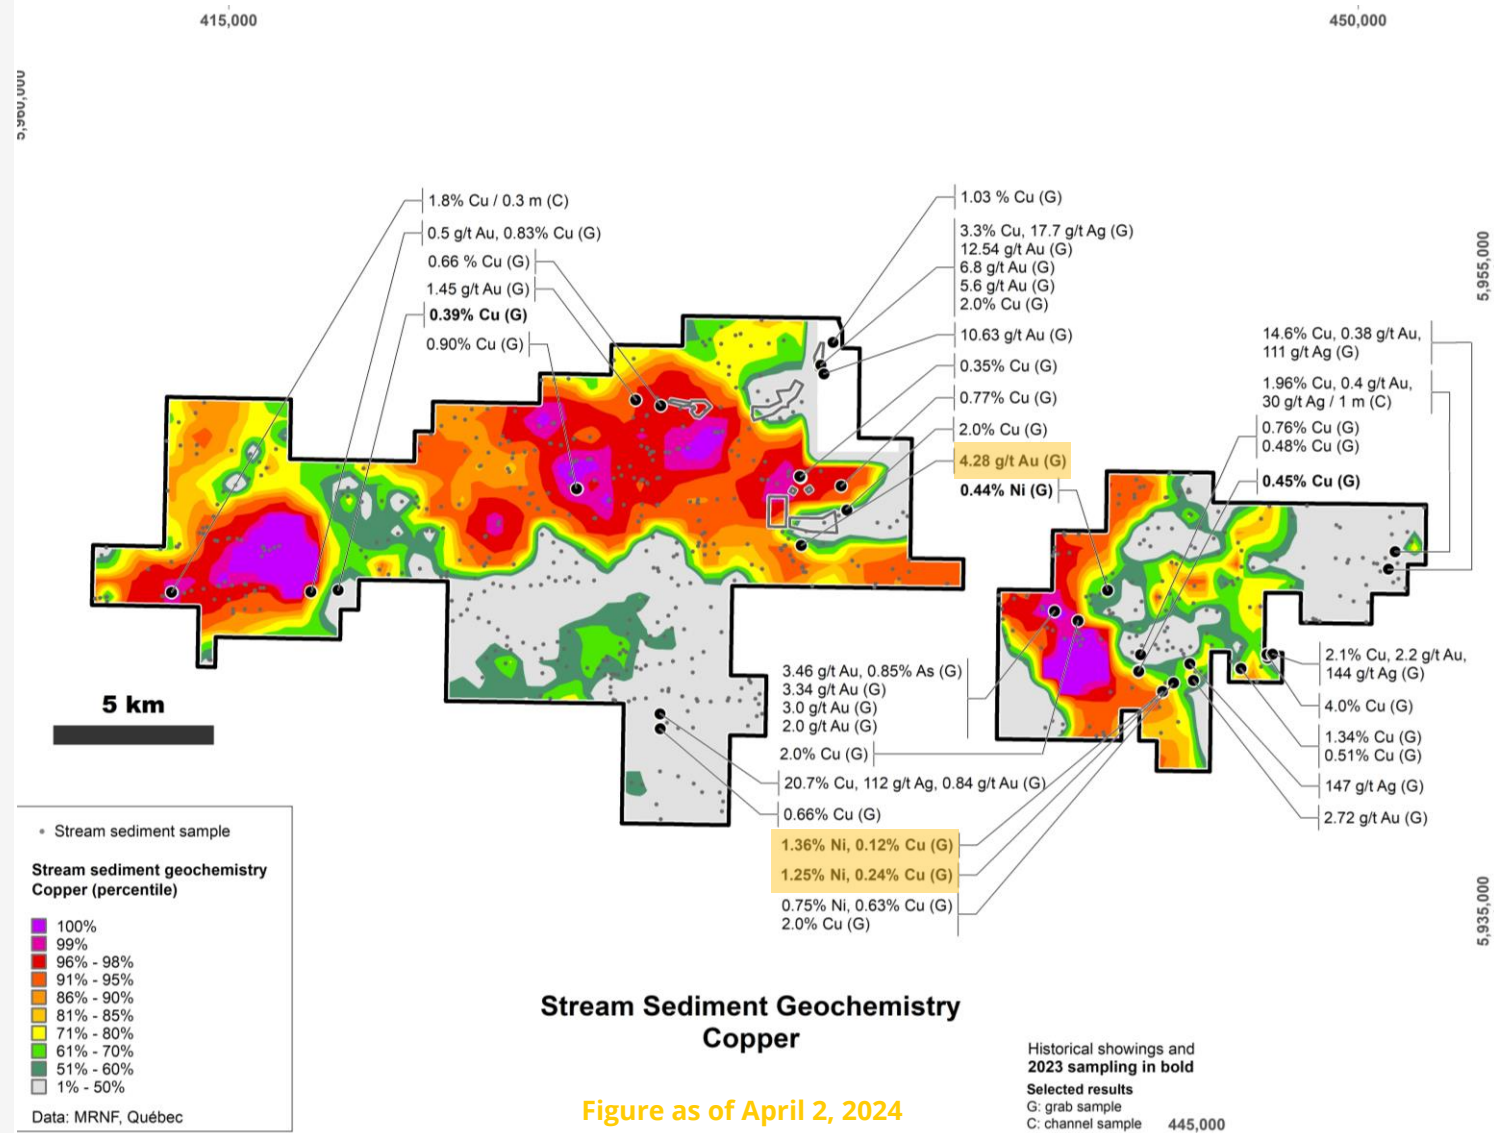 415,000
450,000
5,960,000
1.8% Cu / 0.3 m (C)
0.5 g/t Au, 0.83% Cu (G)
0.66 % Cu (G)
1.45 g/t Au (G)
0.39% Cu (G)
0.90% Cu (G)
1.03 % Cu (G)
3.3% Cu, 17.7 g/t Ag (G)
12.54 g/t Au (G)
6.8 g/t Au (G)
5.6 g/t Au (G)
2.0% Cu (G)
10.63 g/t Au (G)
0.35% Cu (G)
0.77% Cu (G)
2.0% Cu (G)
4.28 g/t Au (G)
0.44% Ni (G)
5,955,000
14.6% Cu, 0.38 g/t Au,
111 g/t Ag (G)
1.96% Cu, 0.4 g/t Au,
30 g/t Ag / 1 m (C)
0.76% Cu (G)
0.48% Cu (G)
0.45% Cu (G)
5 km
3.46 g/t Au, 0.85% As (G)
3.34 g/t Au (G)
3.0 g/t Au (G)
2.0 g/t Au (G)
2.0% Cu (G)
20.7% Cu, 112 g/t Ag, 0.84 g/t Au (G)
0.66% Cu (G)
1.36% Ni, 0.12% Cu (G)
1.25% Ni, 0.24% Cu (G)
0.75% Ni, 0.63% Cu (G)
2.0% Cu (G)
2.1% Cu, 2.2 g/t Au,
144 g/t Ag (G)
4.0% Cu (G)
1.34% Cu (G)
0.51% Cu (G)
147 g/t Ag (G)
2.72 g/t Au (G)
5,935,000
Stream sediment sample
Stream sediment geochemistry
Copper (percentile)
100%
99%
96% - 98%
91% - 95%
86% - 90%
81% - 85%
71% - 80%
61% - 70%
51% - 60%
1% - 50%
Data: MRNF, Québec
Stream Sediment Geochemistry
Copper
Figure as of April 2, 2024
Historical showings and
2023 sampling in bold
Selected results
G: grab sample
C: channel sample
445,000